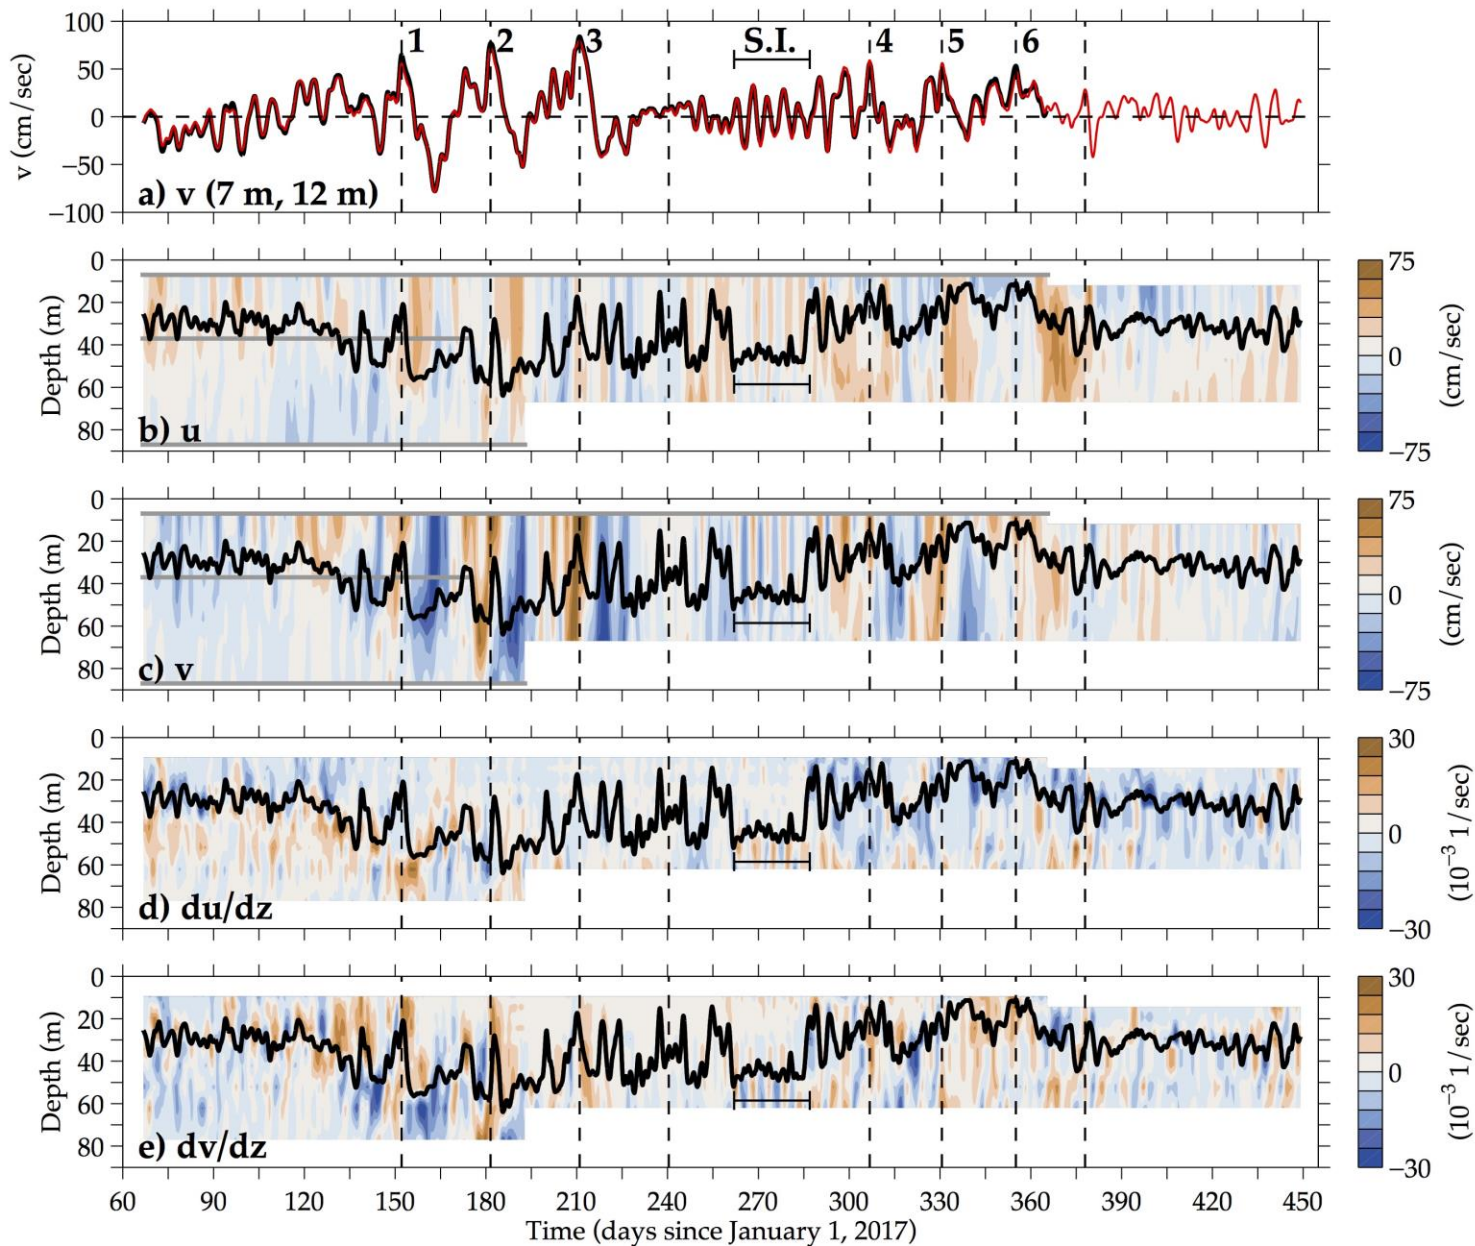 100
50
0
−50
−100
v (cm/sec)
1
2
3
S.I.
4
5
6
a) v (7 m, 12 m)
0
20
40
60
80
Depth (m)
b) u
75
0
−75
(cm/sec)
0
20
40
60
80
Depth (m)
c) v
75
0
−75
(cm/sec)
0
20
40
60
80
Depth (m)
d) du/dz
30
0
−30
(10⁻³ 1/sec)
0
20
40
60
80
Depth (m)
e) dv/dz
30
0
−30
(10⁻³ 1/sec)
60 90 120 150 180 210 240 270 300 330 360 390 420 450
Time (days since January 1, 2017)